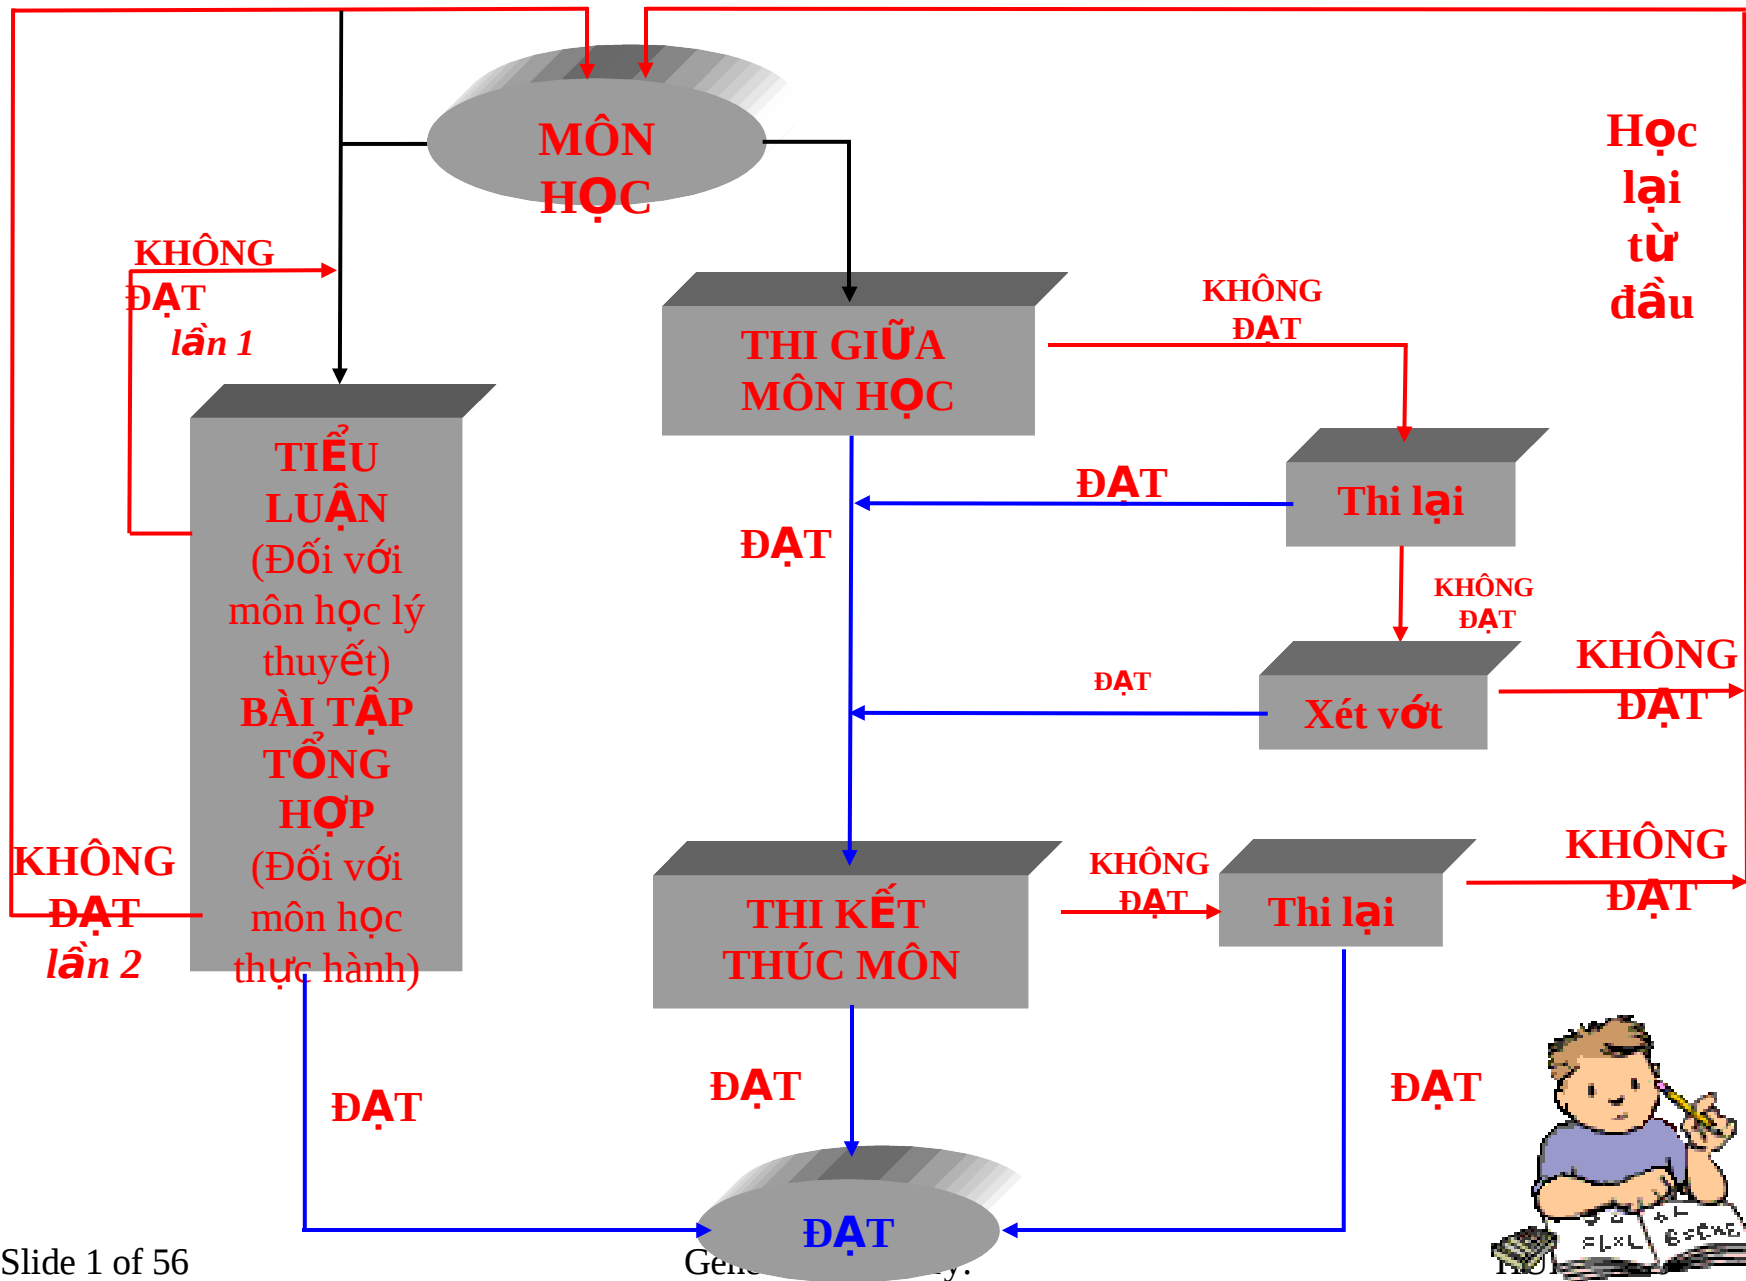 MÔN
HỌC
Học
lại
từ
đầu
KHÔNG
ĐẠT
lần 1
KHÔNG
ĐẠT
THI GIỮA
MÔN HỌC
TIỂU
LUẬN
(Đối với
môn học lý
thuyết)
BÀI TẬP
TỔNG
HỢP
(Đối với
môn học
thực hành)
ĐẠT
Thi lại
ĐẠT
KHÔNG
ĐẠT
KHÔNG
ĐẠT
ĐẠT
Xét vớt
KHÔNG
ĐẠT
lần 2
KHÔNG
ĐẠT
KHÔNG
ĐẠT
THI KẾT
THÚC MÔN
Thi lại
ĐẠT
ĐẠT
ĐẠT
ĐẠT
Slide 1 of 56